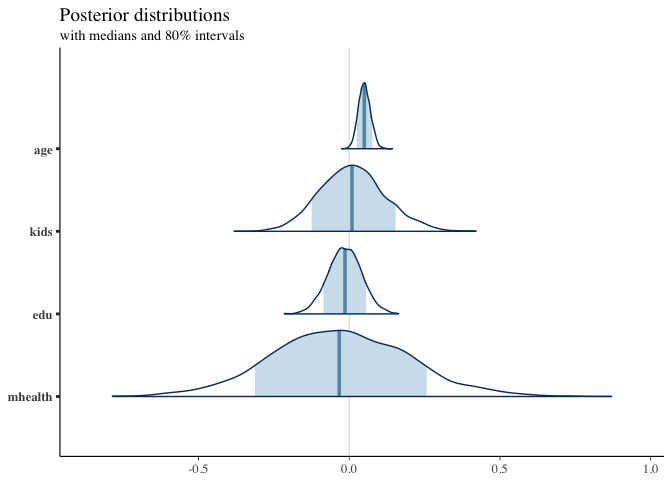 Posterior distributions
with medians and 80% intervals
age
kids
edu
mhealth
-0.5 0.0 0.5 1.0